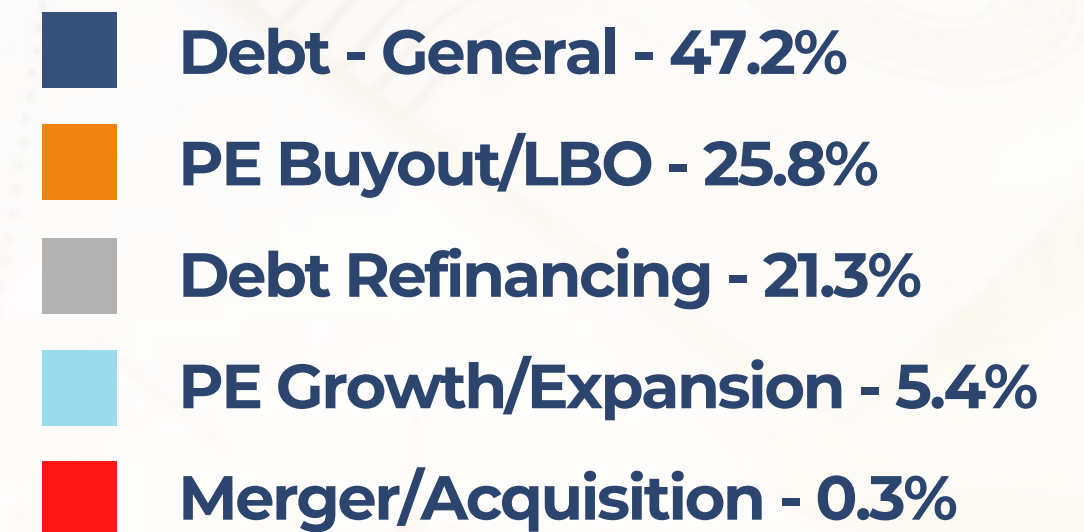 Debt - General - 47.2%
PE Buyout/LBO - 25.8%
Debt Refinancing - 21.3%
PE Growth/Expansion - 5.4%
Merger/Acquisition - 0.3%